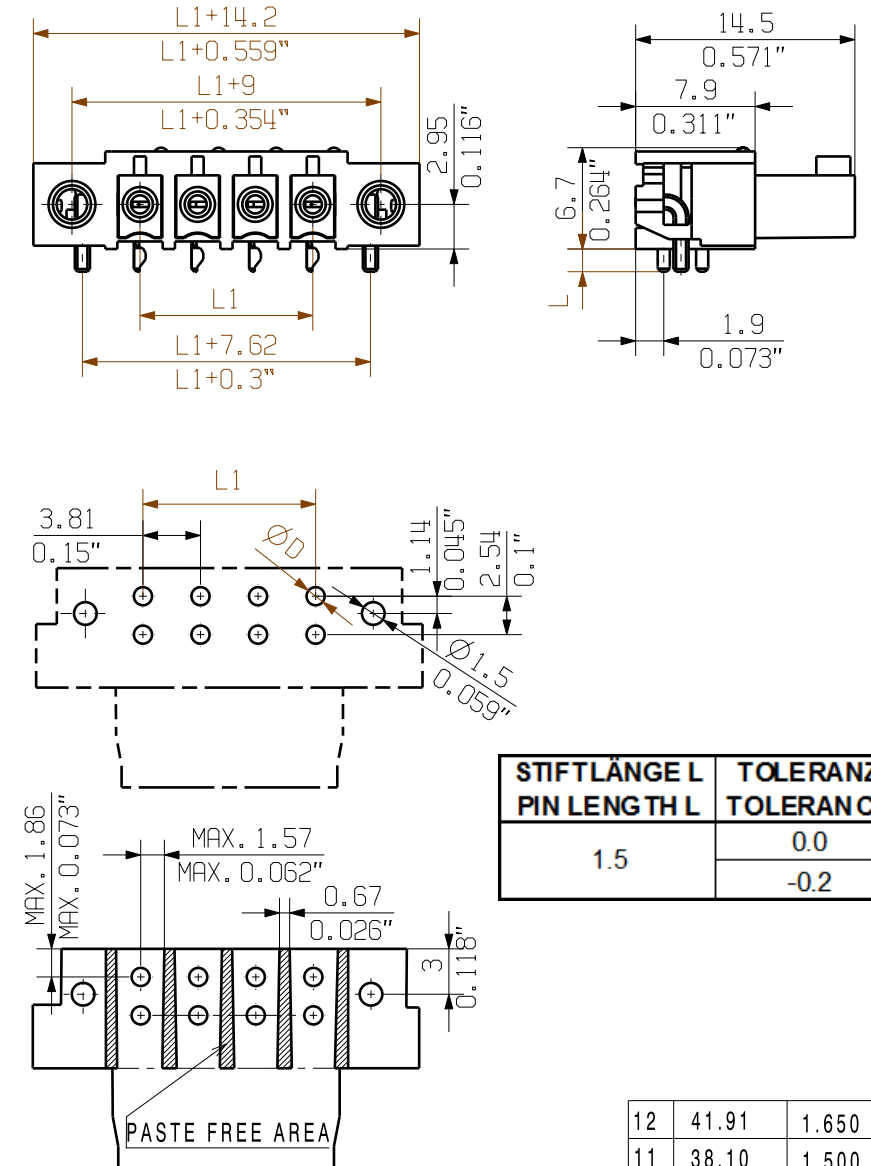 L1+14.2
L1+0.559"
L1+9
L1+0.354"
2.95
0.116"
L1
L1+7.62
L1+0.3"
14.5
0.571"
7.9
0.311"
6.7
0.264"
L
1.9
0.073"
L1
3.81
0.15"
ØD
1.14
0.045"
2.54
0.1"
Ø1.5
0.059"
STIFTLÄNGE L
PIN LENGTH L
TOLERANZ
TOLERANC
1.5
0.0
-0.2
MAX. 1.86
MAX. 0.073"
MAX. 1.57
MAX. 0.062"
0.67
0.026"
3
0.118"
PASTE FREE AREA
12 41.91 1.650
11 38.10 1.500